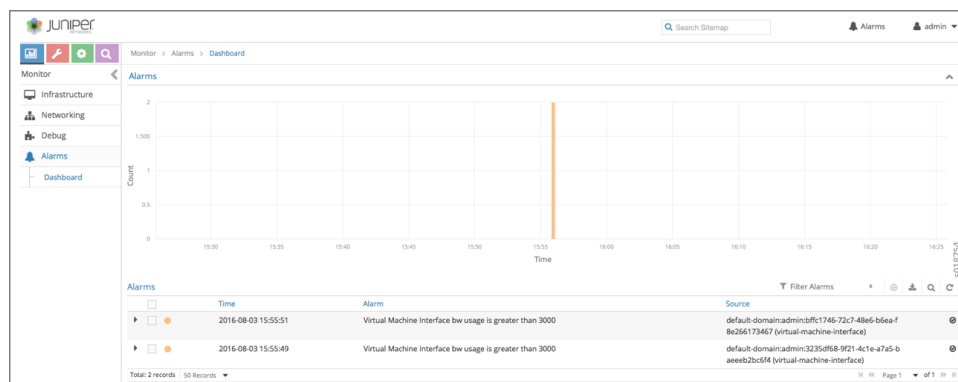 JUNIPER
NETWORKS
Search Sitemap
Alarms
admin
Monitor > Alarms > Dashboard
Monitor
Infrastructure
Networking
Debug
Alarms
Dashboard
Alarms
2
1.500
1
0.5
0
Count
15:30 15:35 15:40 15:45 15:50 15:55 16:00 16:05 16:10 16:15 16:20 16:25
Time
s018754
Alarms
Filter Alarms
Time Alarm Source
2016-08-03 15:55:51 Virtual Machine Interface bw usage is greater than 3000 default-domain:admin:bffc1746-72c7-48e6-b6ea-f
8e266173467 (virtual-machine-interface)
2016-08-03 15:55:49 Virtual Machine Interface bw usage is greater than 3000 default-domain:admin:3235df68-9f21-4c1e-a7a5-b
aeeeb2bc6f4 (virtual-machine-interface)
Total: 2 records 50 Records Page 1 of 1